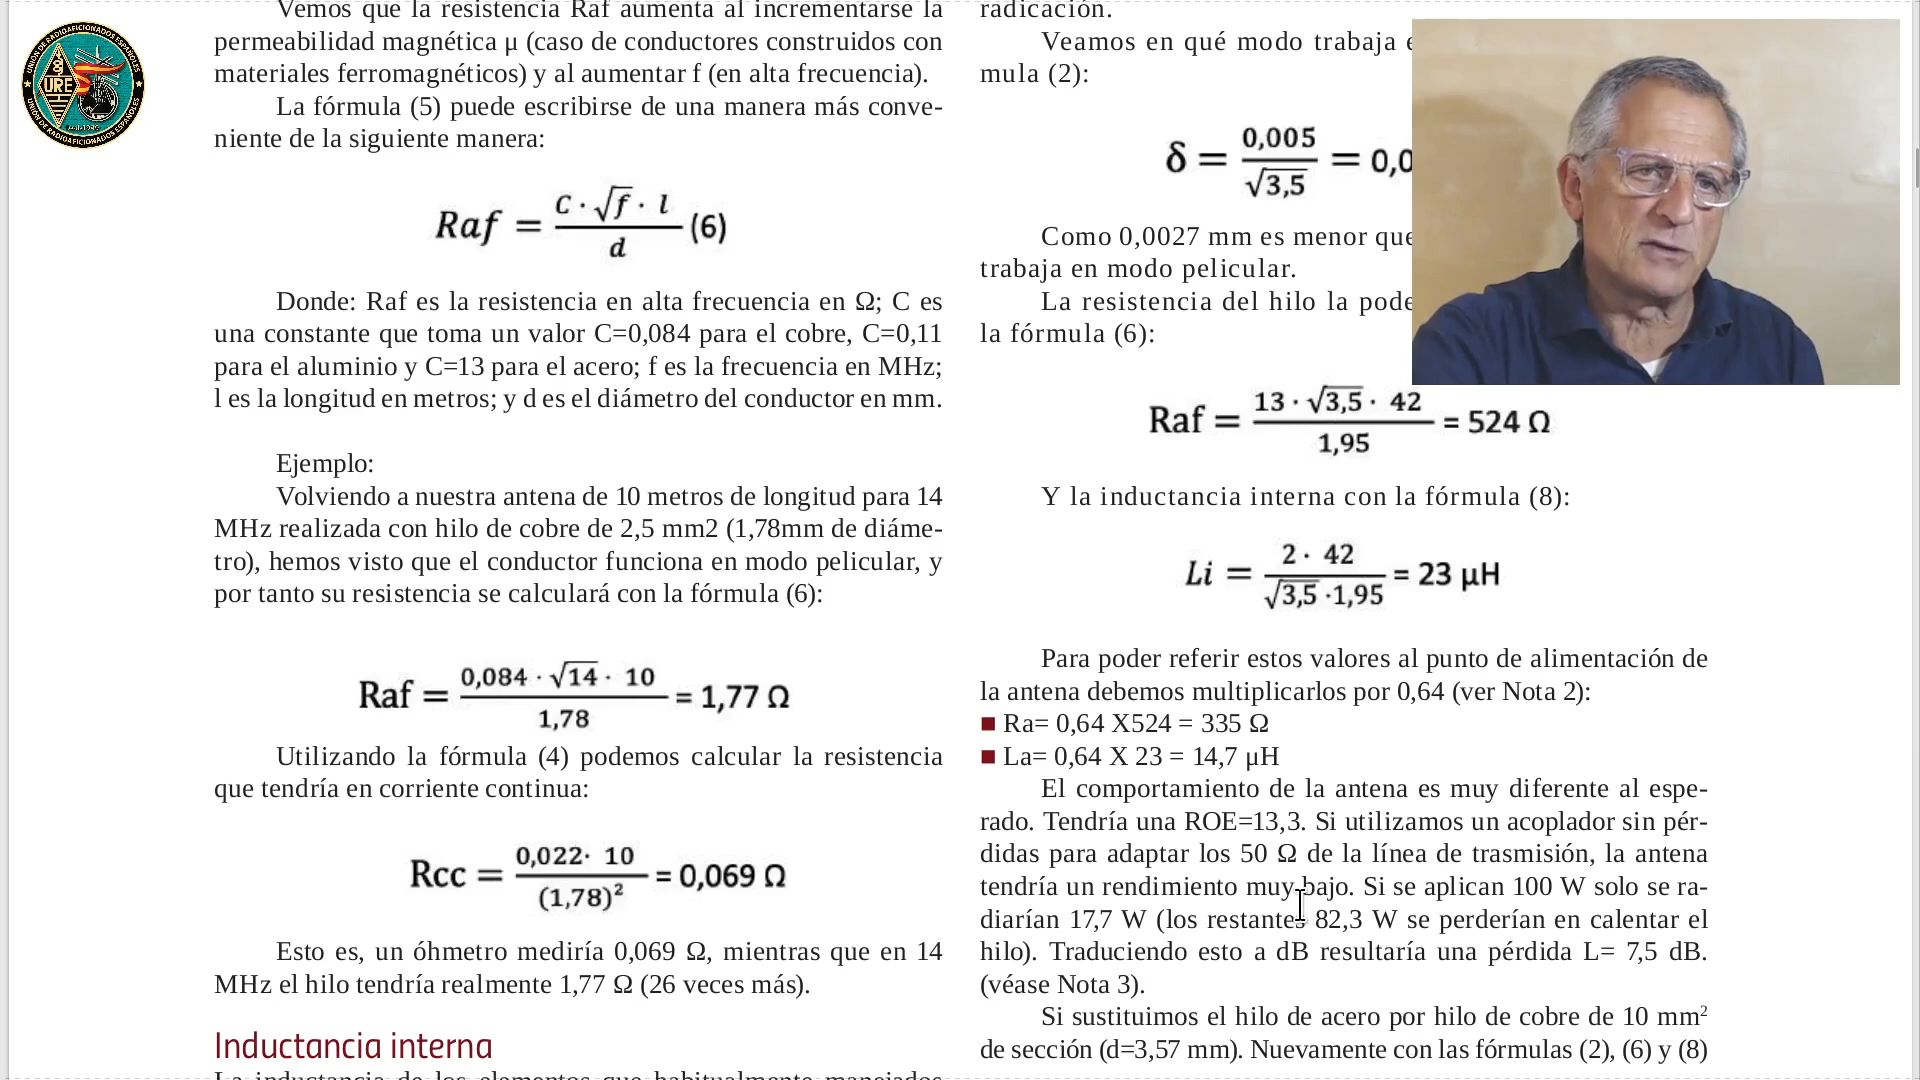 Vemos que la resistencia Raf aumenta al incrementarse la
permeabilidad magnética μ (caso de conductores construidos con
materiales ferromagnéticos) y al aumentar f (en alta frecuencia).
La fórmula (5) puede escribirse de una manera más conve-
niente de la siguiente manera:
Raf = C · √f · l / d (6)
Donde: Raf es la resistencia en alta frecuencia en Ω; C es
una constante que toma un valor C=0,084 para el cobre, C=0,11
para el aluminio y C=13 para el acero; f es la frecuencia en MHz;
l es la longitud en metros; y d es el diámetro del conductor en mm.
Ejemplo:
Volviendo a nuestra antena de 10 metros de longitud para 14
MHz realizada con hilo de cobre de 2,5 mm2 (1,78mm de diáme-
tro), hemos visto que el conductor funciona en modo pelicular, y
por tanto su resistencia se calculará con la fórmula (6):
Raf = 0,084 · √14 · 10 / 1,78 = 1,77 Ω
Utilizando la fórmula (4) podemos calcular la resistencia
que tendría en corriente continua:
Rcc = 0,022· 10 / (1,78)² = 0,069 Ω
Esto es, un óhmetro mediría 0,069 Ω, mientras que en 14
MHz el hilo tendría realmente 1,77 Ω (26 veces más).
Inductancia interna
La inductancia de los elementos que habitualmente manejados
radicación.
Veamos en qué modo trabaja
mula (2):
δ = 0,005 / √3,5 = 0,0
Como 0,0027 mm es menor que
trabaja en modo pelicular.
La resistencia del hilo la pode
la fórmula (6):
Raf = 13 · √3,5 · 42 / 1,95 = 524 Ω
Y la inductancia interna con la fórmula (8):
Li = 2 · 42 / √3,5 ·1,95 = 23 μH
Para poder referir estos valores al punto de alimentación de
la antena debemos multiplicarlos por 0,64 (ver Nota 2):
■ Ra= 0,64 X524 = 335 Ω
■ La= 0,64 X 23 = 14,7 μH
El comportamiento de la antena es muy diferente al espe-
rado. Tendría una ROE=13,3. Si utilizamos un acoplador sin pér-
didas para adaptar los 50 Ω de la línea de trasmisión, la antena
tendría un rendimiento muy bajo. Si se aplican 100 W solo se ra-
diarían 17,7 W (los restantes 82,3 W se perderían en calentar el
hilo). Traduciendo esto a dB resultaría una pérdida L= 7,5 dB.
(véase Nota 3).
Si sustituimos el hilo de acero por hilo de cobre de 10 mm²
de sección (d=3,57 mm). Nuevamente con las fórmulas (2), (6) y (8)
UNIÓN DE RADIOAFICIONADOS ESPAÑOLES
URE
UNIÓN DE RADIOAFICIONADOS ESPAÑOLES